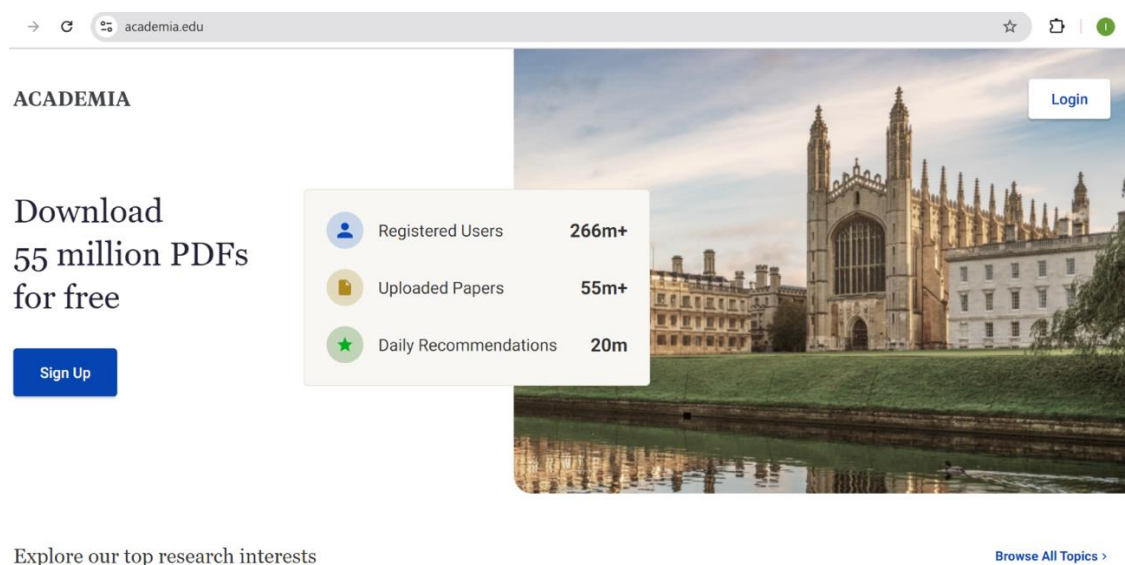 academia.edu
I
ACADEMIA
Login
Download
55 million PDFs
for free
Sign Up
Registered Users 266m+
Uploaded Papers 55m+
Daily Recommendations 20m
Explore our top research interests
Browse All Topics >